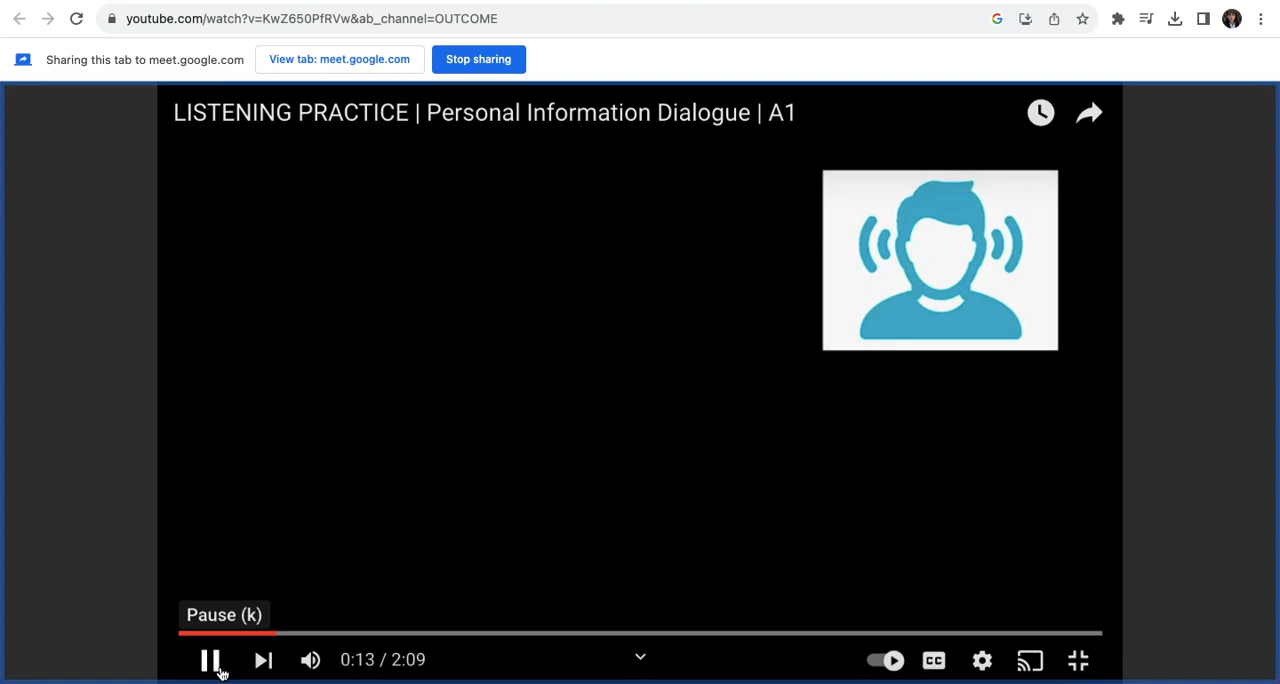 youtube.com/watch?v=KwZ650PfRVw&ab_channel=OUTCOME
Sharing this tab to meet.google.com
View tab: meet.google.com
Stop sharing
LISTENING PRACTICE | Personal Information Dialogue | A1
Pause (k)
0:13 / 2:09
CC